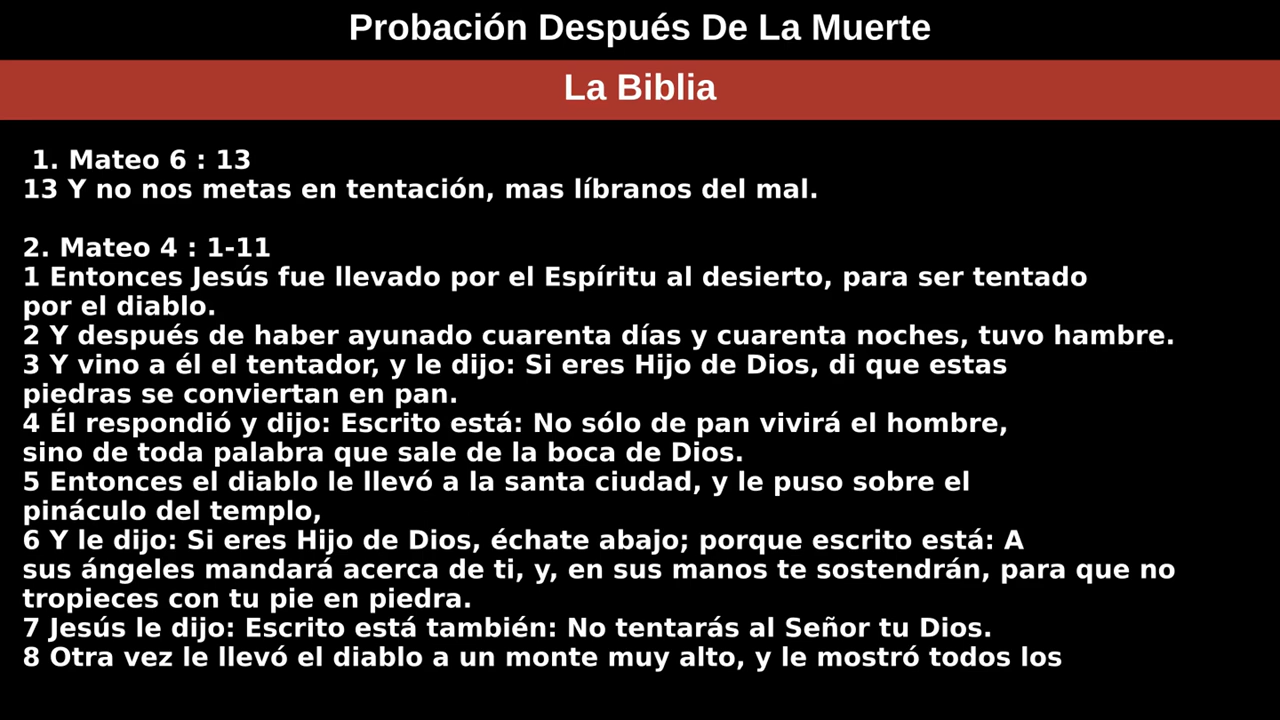 Probación Después De La Muerte
La Biblia
1. Mateo 6 : 13
13 Y no nos metas en tentación, mas líbranos del mal.
2. Mateo 4 : 1-11
1 Entonces Jesús fue llevado por el Espíritu al desierto, para ser tentado
por el diablo.
2 Y después de haber ayunado cuarenta días y cuarenta noches, tuvo hambre.
3 Y vino a él el tentador, y le dijo: Si eres Hijo de Dios, di que estas
piedras se conviertan en pan.
4 Él respondió y dijo: Escrito está: No sólo de pan vivirá el hombre,
sino de toda palabra que sale de la boca de Dios.
5 Entonces el diablo le llevó a la santa ciudad, y le puso sobre el
pináculo del templo,
6 Y le dijo: Si eres Hijo de Dios, échate abajo; porque escrito está: A
sus ángeles mandará acerca de ti, y, en sus manos te sostendrán, para que no
tropieces con tu pie en piedra.
7 Jesús le dijo: Escrito está también: No tentarás al Señor tu Dios.
8 Otra vez le llevó el diablo a un monte muy alto, y le mostró todos los